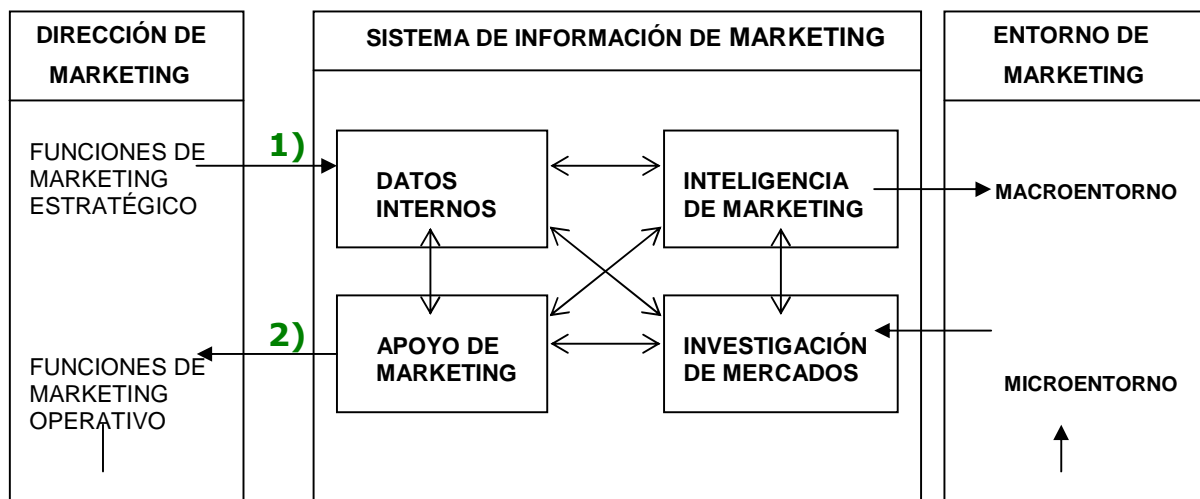 DIRECCIÓN DE
MARKETING
SISTEMA DE INFORMACIÓN DE MARKETING
ENTORNO DE
MARKETING
FUNCIONES DE
MARKETING
ESTRATÉGICO
1)
DATOS
INTERNOS
INTELIGENCIA
DE MARKETING
MACROENTORNO
FUNCIONES DE
MARKETING
OPERATIVO
2)
APOYO DE
MARKETING
INVESTIGACIÓN
DE MERCADOS
MICROENTORNO